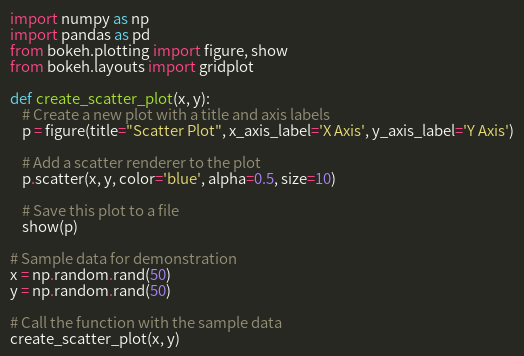 import numpy as np
import pandas as pd
from bokeh.plotting import figure, show
from bokeh.layouts import gridplot

def create_scatter_plot(x, y):
    # Create a new plot with a title and axis labels
    p = figure(title="Scatter Plot", x_axis_label='X Axis', y_axis_label='Y Axis')

    # Add a scatter renderer to the plot
    p.scatter(x, y, color='blue', alpha=0.5, size=10)

    # Save this plot to a file
    show(p)

# Sample data for demonstration
x = np.random.rand(50)
y = np.random.rand(50)

# Call the function with the sample data
create_scatter_plot(x, y)